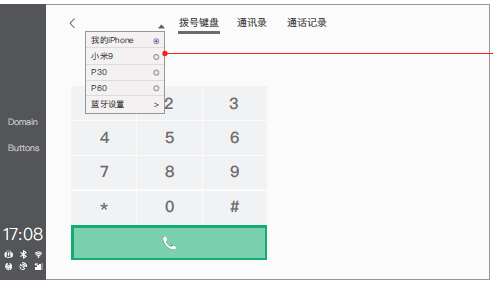 拨号键盘 通讯录 通话记录
我的iPhone
小米9
P30
P60
蓝牙设置 >
2 3
4 5 6
7 8 9
* 0 #
Domain
Buttons
17:08